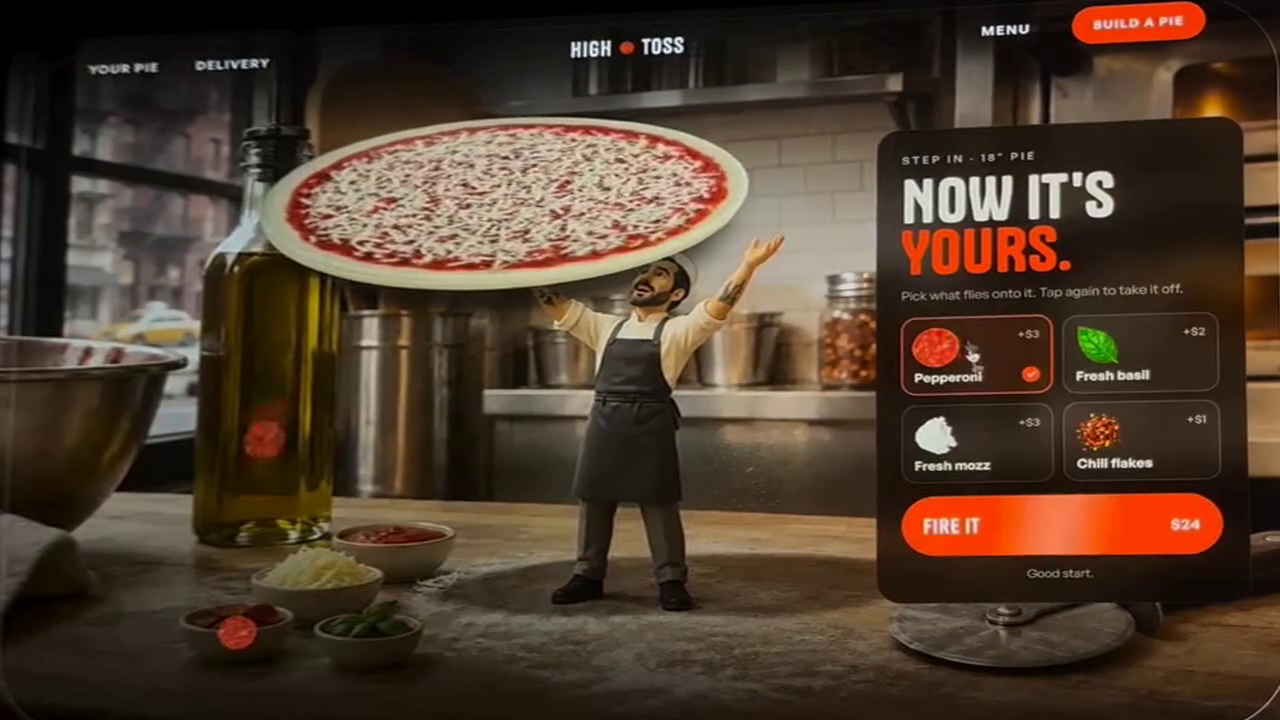 YOUR PIE
DELIVERY
HIGH TOSS
MENU
BUILD A PIE
STEP IN - 18" PIE
NOW IT'S
YOURS.
Pick what flies onto it. Tap again to take it off.
+$3
Pepperoni
+$2
Fresh basil
+$3
Fresh mozz
+$1
Chili flakes
FIRE IT
$24
Good start.